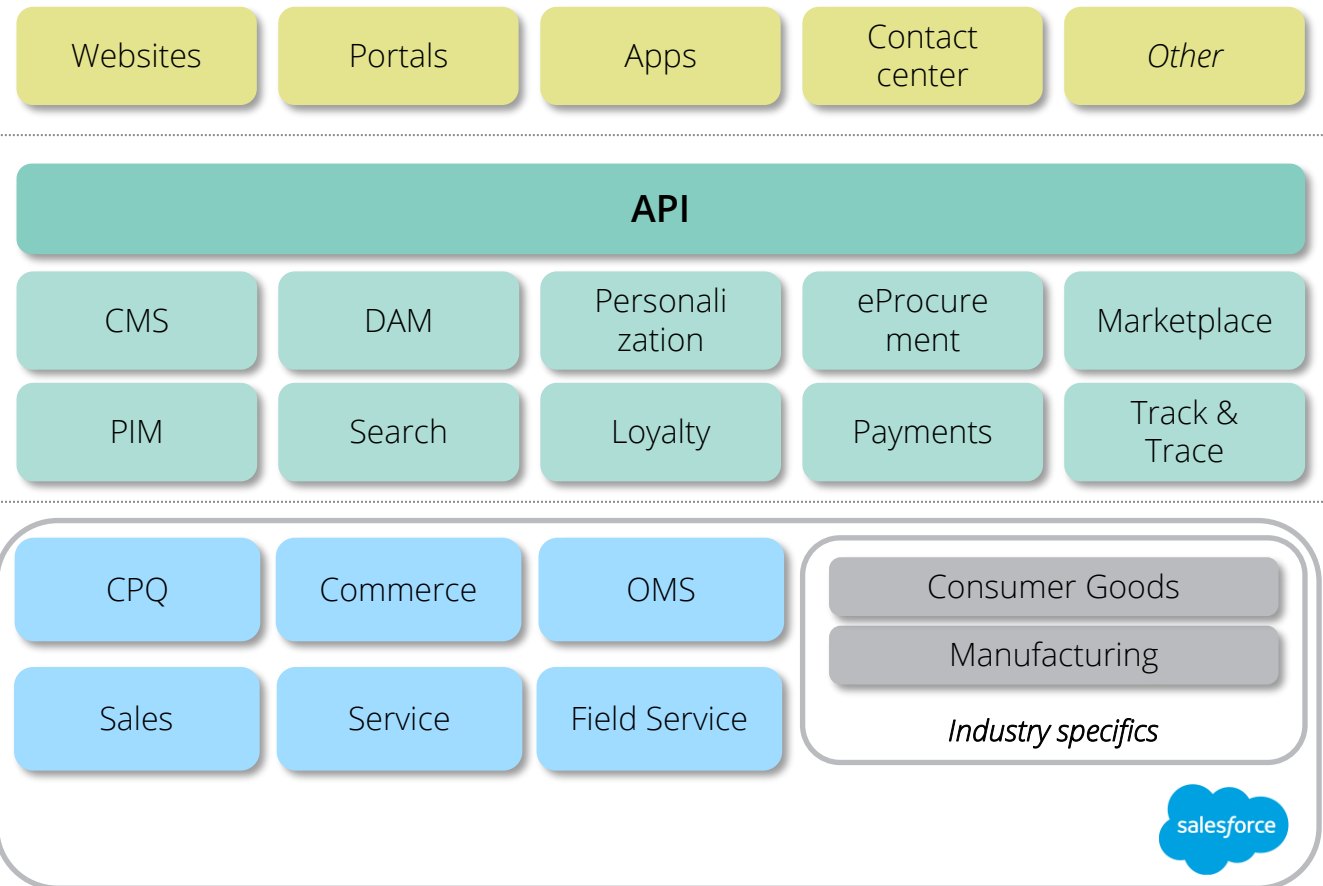 Websites
Portals
Apps
Contact
center
Other
API
CMS
DAM
Personali
zation
eProcure
ment
Marketplace
PIM
Search
Loyalty
Payments
Track &
Trace
CPQ
Commerce
OMS
Consumer Goods
Manufacturing
Sales
Service
Field Service
Industry specifics
salesforce